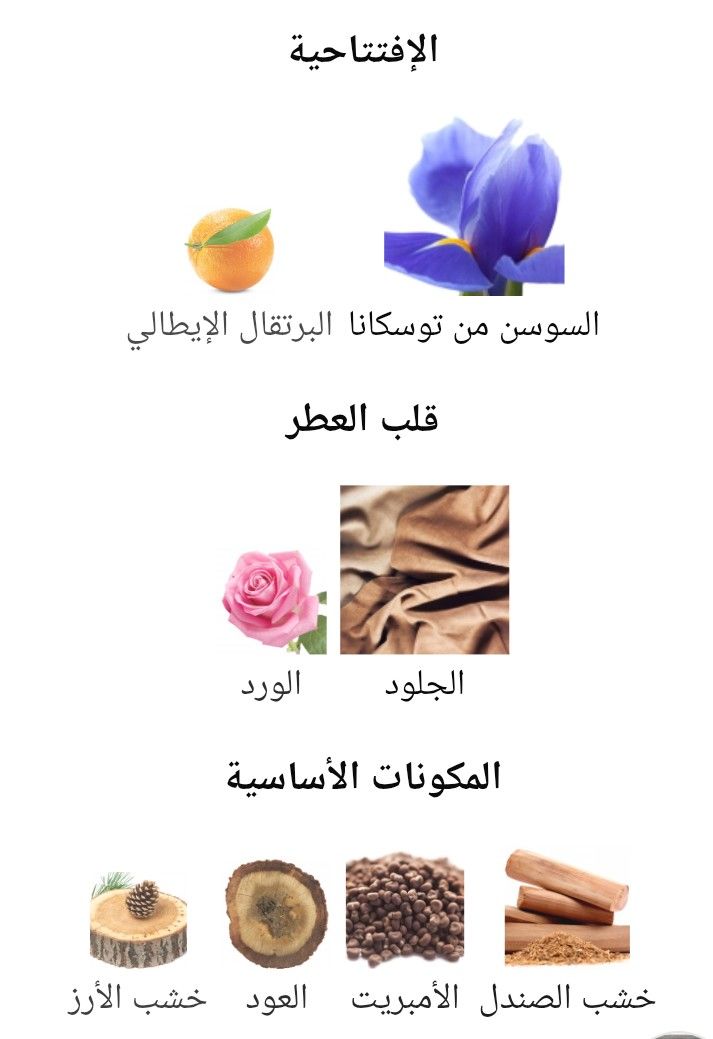 الإفتتاحية
السوسن من توسكانا البرتقال الإيطالي
قلب العطر
الجلود الورد
المكونات الأساسية
خشب الصندل الأمبريت العود خشب الأرز